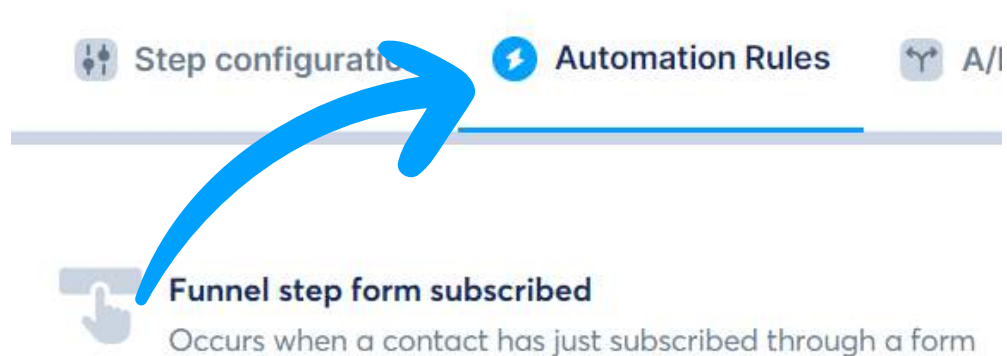 Step configuratio Automation Rules A/
Funnel step form subscribed
Occurs when a contact has just subscribed through a form